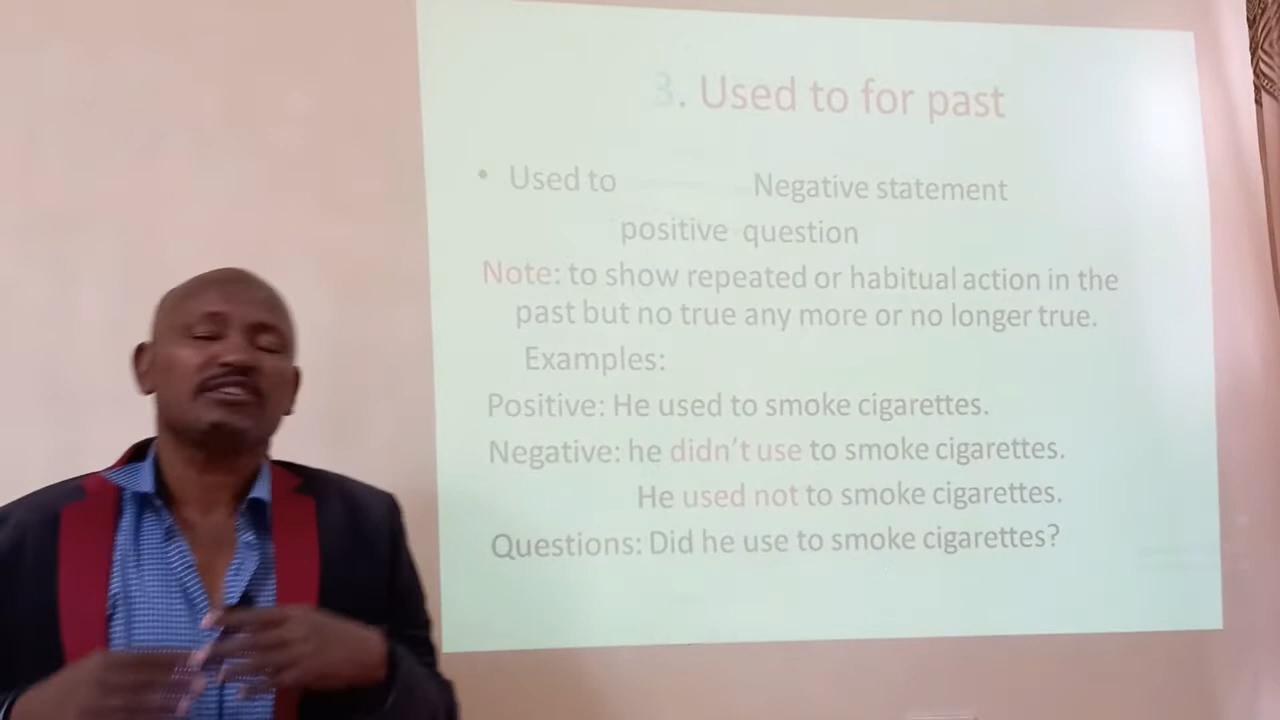 3. Used to for past
• Used to Negative statement
positive question
Note: to show repeated or habitual action in the
past but no true any more or no longer true.
Examples:
Positive: He used to smoke cigarettes.
Negative: he didn't use to smoke cigarettes.
He used not to smoke cigarettes.
Questions: Did he use to smoke cigarettes?